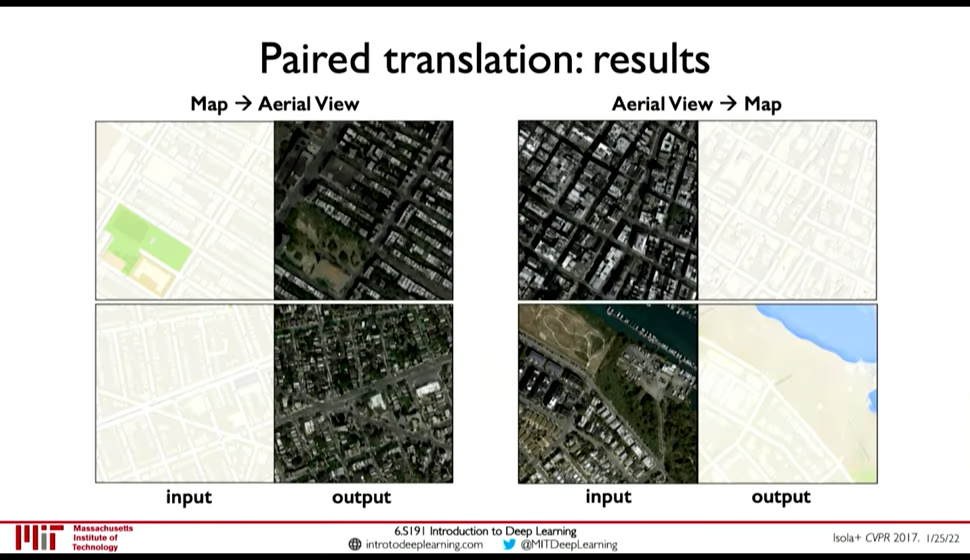 Paired translation: results
Map → Aerial View
Aerial View → Map
input
output
input
output
Massachusetts
Institute of
Technology
6.S191 Introduction to Deep Learning
introtodeeplearning.com @MITDeepLearning
Isola+ CVPR 2017. 1/25/22